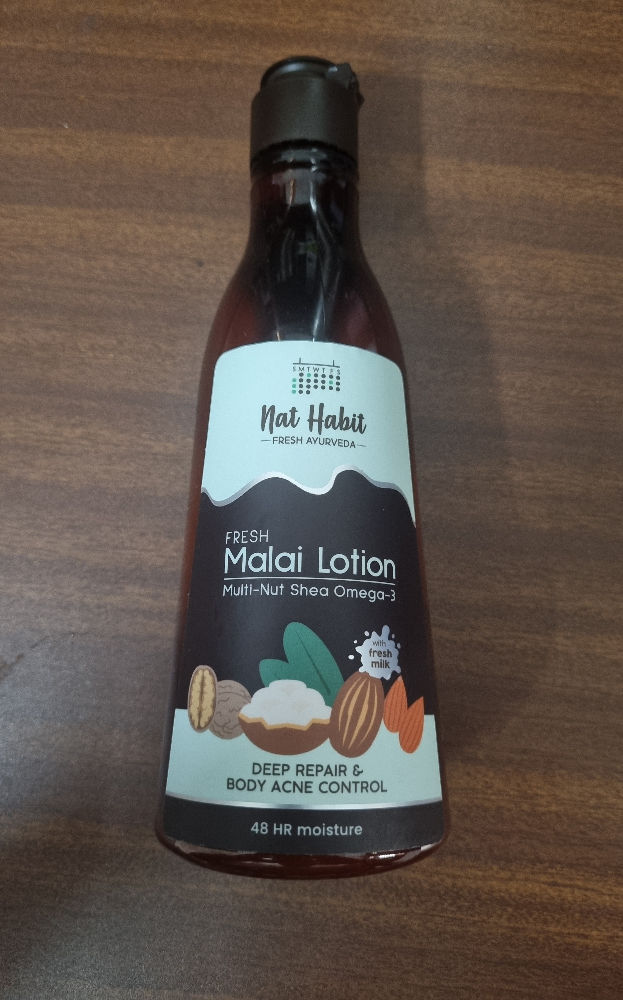 SMTWTFS
Nat Habit
FRESH AYURVEDA
FRESH
Malai Lotion
Multi-Nut Shea Omega-3
with
fresh
milk
DEEP REPAIR &
BODY ACNE CONTROL
48 HR moisture